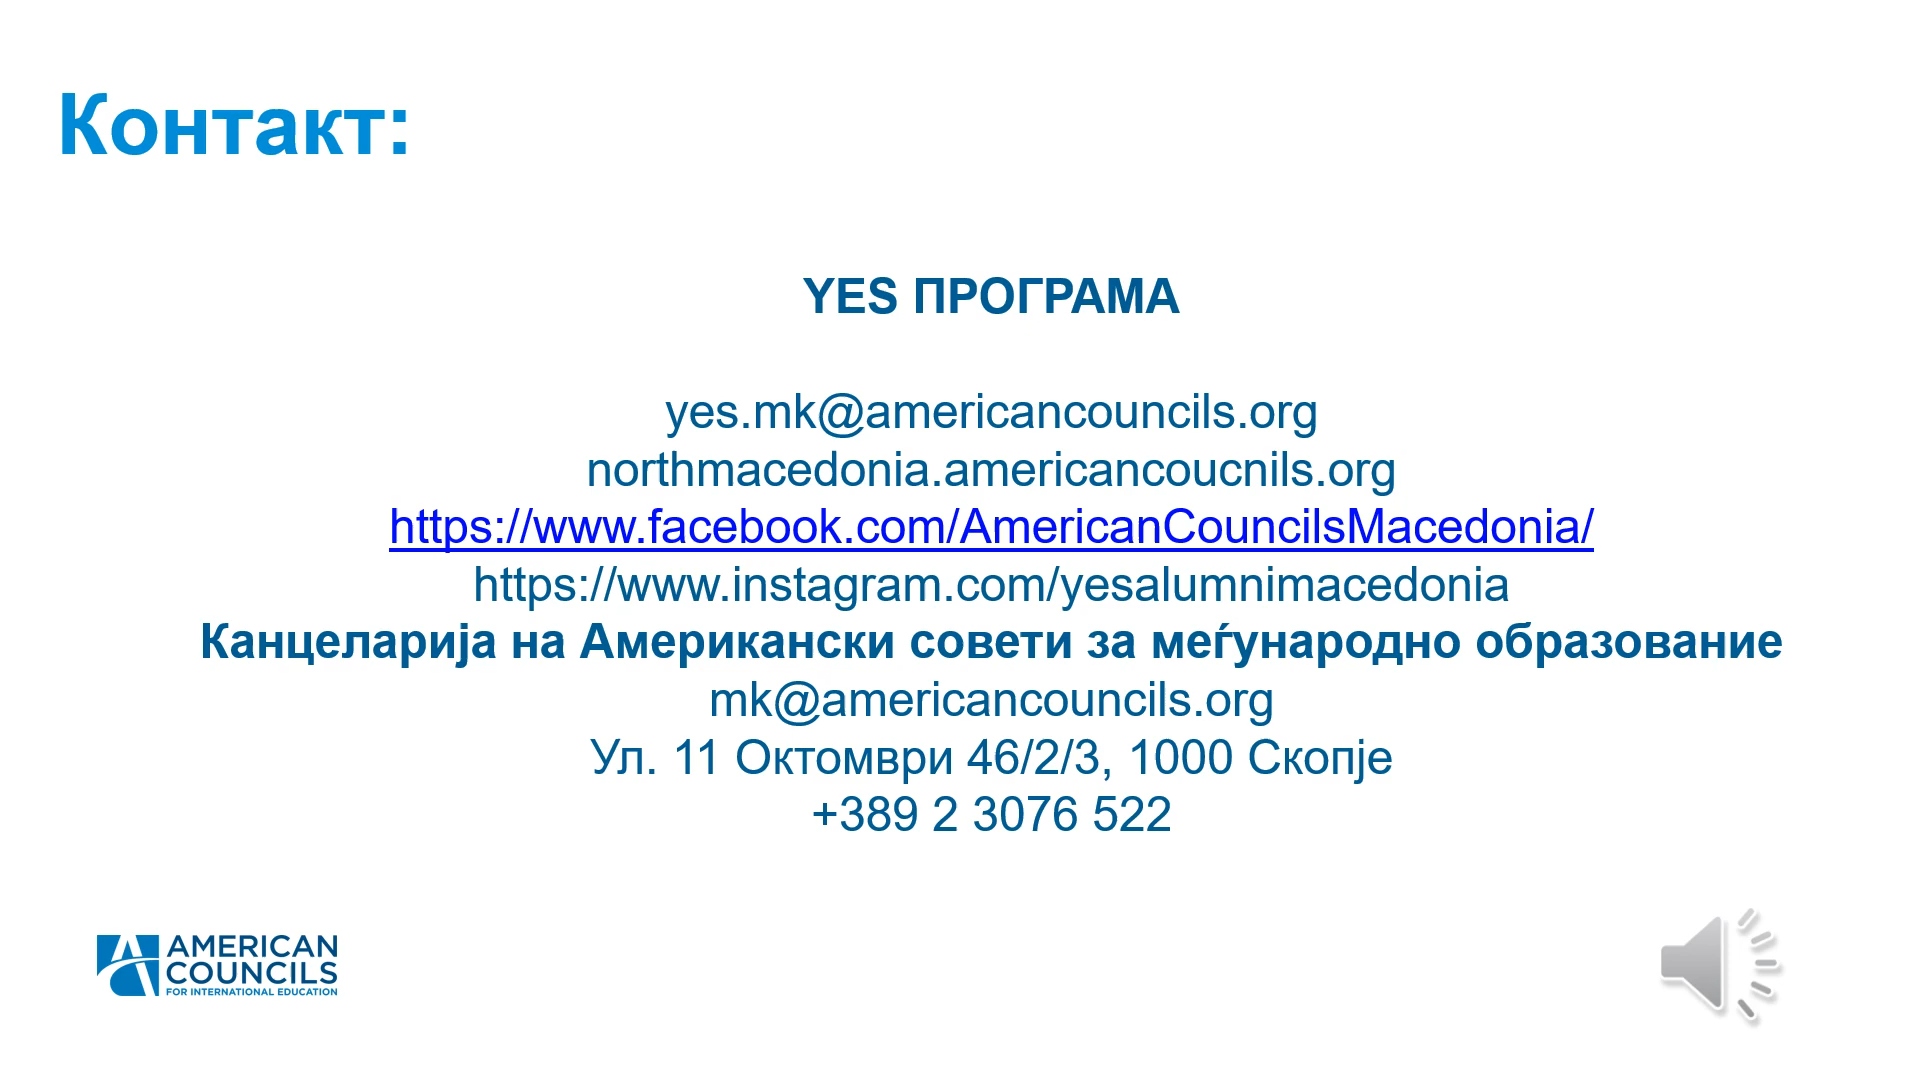 Контакт:
YES ПРОГРАМА
yes.mk@americancouncils.org
northmacedonia.americancoucnils.org
https://www.facebook.com/AmericanCouncilsMacedonia/
https://www.instagram.com/yesalumnimacedonia
Канцеларија на Американски совети за меѓународно образование
mk@americancouncils.org
Ул. 11 Октомври 46/2/3, 1000 Скопје
+389 2 3076 522
AMERICAN
COUNCILS
FOR INTERNATIONAL EDUCATION